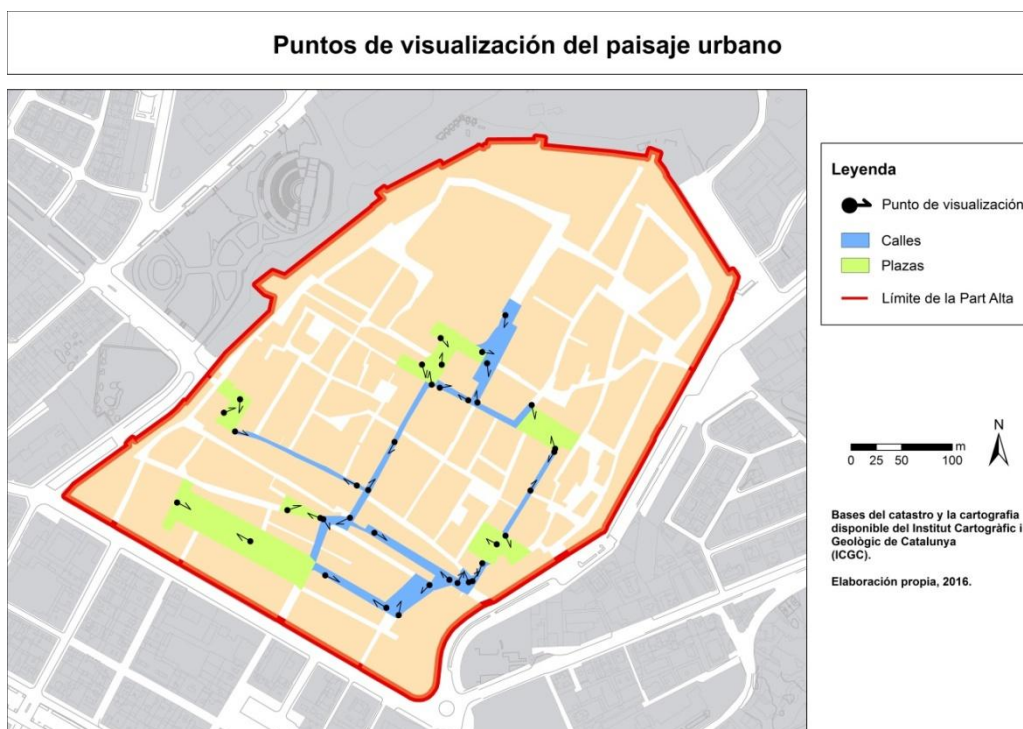 Puntos de visualización del paisaje urbano
Leyenda
Punto de visualización
Calles
Plazas
Límite de la Part Alta
N
m
0 25 50 100
Bases del catastro y la cartografia
disponible del Institut Cartogràfic i
Geològic de Catalunya
(ICGC).
Elaboración propia, 2016.